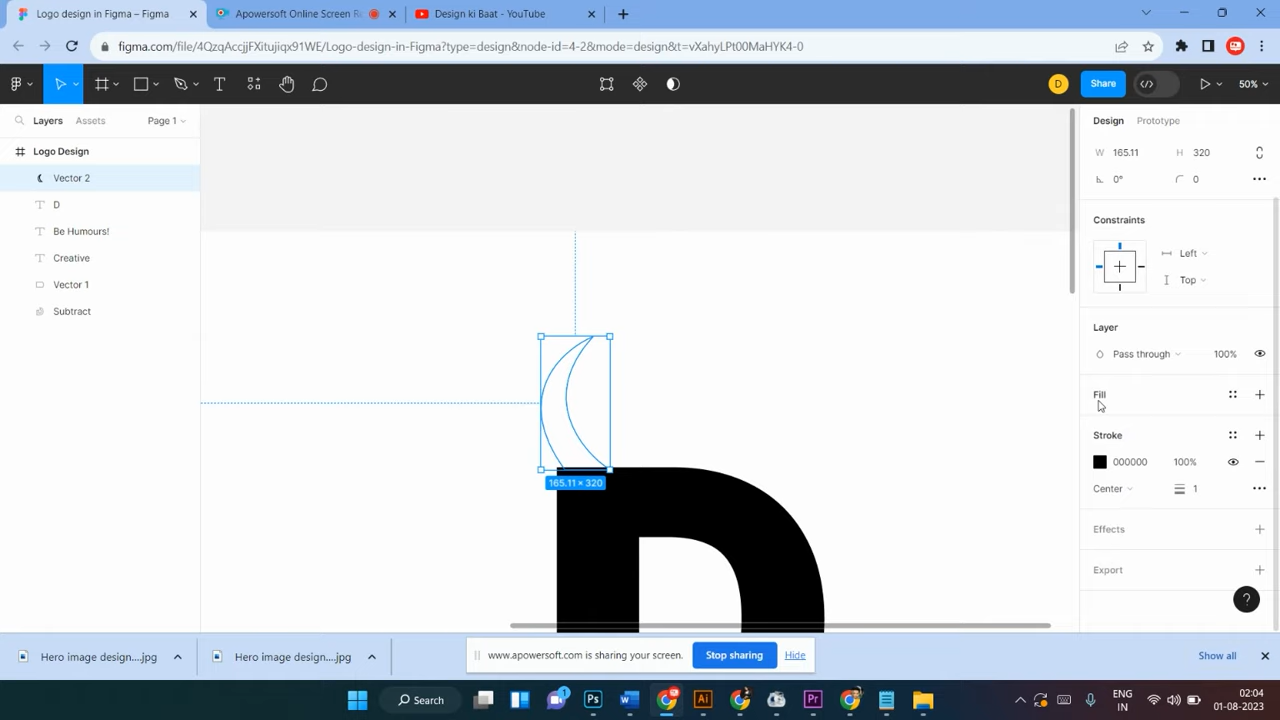 Logo design in Figma – Figma
Apowersoft Online Screen R
Design ki Baat - YouTube
figma.com/file/4QzqAccjjFXitujiqx91WE/Logo-design-in-Figma?type=design&node-id=4-2&mode=design&t=vXahyLPt00MaHYK4-0
D
Share
50%
Layers
Assets
Page 1
Design
Prototype
Logo Design
W 165.11
H 320
Vector 2
0°
0
D
Be Humours!
Constraints
Creative
Left
Vector 1
Top
Subtract
Layer
Pass through
100%
Fill
Stroke
000000
100%
165.11 × 320
Center
1
Effects
Export
D
?
Hero image design....jpg
Hero image design....jpg
www.apowersoft.com is sharing your screen.
Stop sharing
Hide
Show all
Search
1
Ps
Ai
Pr
ENG
IN
02:04
01-08-2023